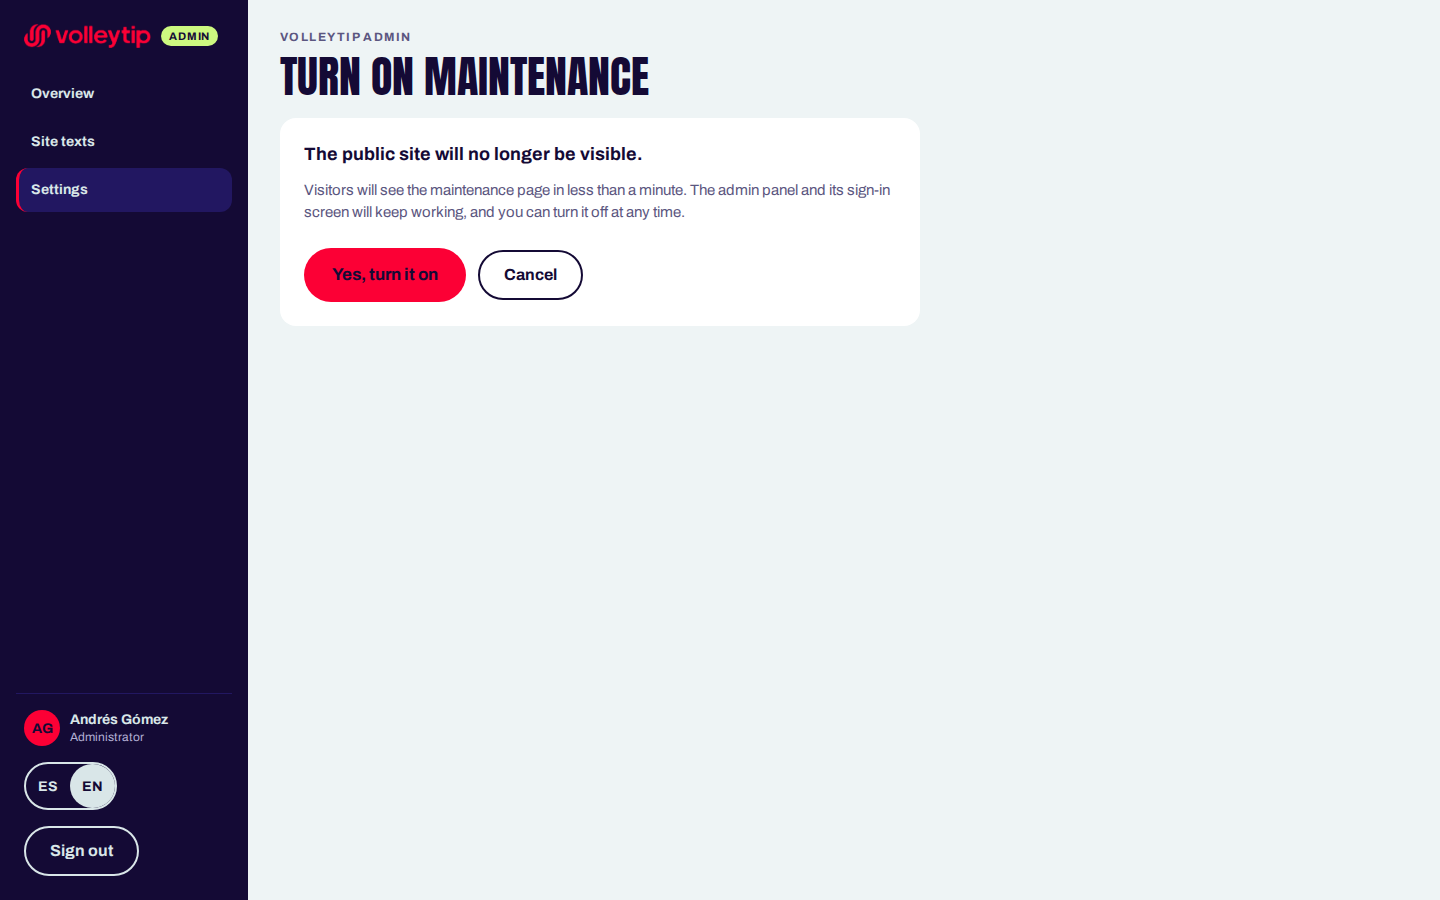 volleytip ADMIN
Overview
Site texts
Settings
AG
Andrés Gómez
Administrator
ES EN
Sign out
VOLLEYTIP ADMIN
TURN ON MAINTENANCE
The public site will no longer be visible.
Visitors will see the maintenance page in less than a minute. The admin panel and its sign-in
screen will keep working, and you can turn it off at any time.
Yes, turn it on
Cancel